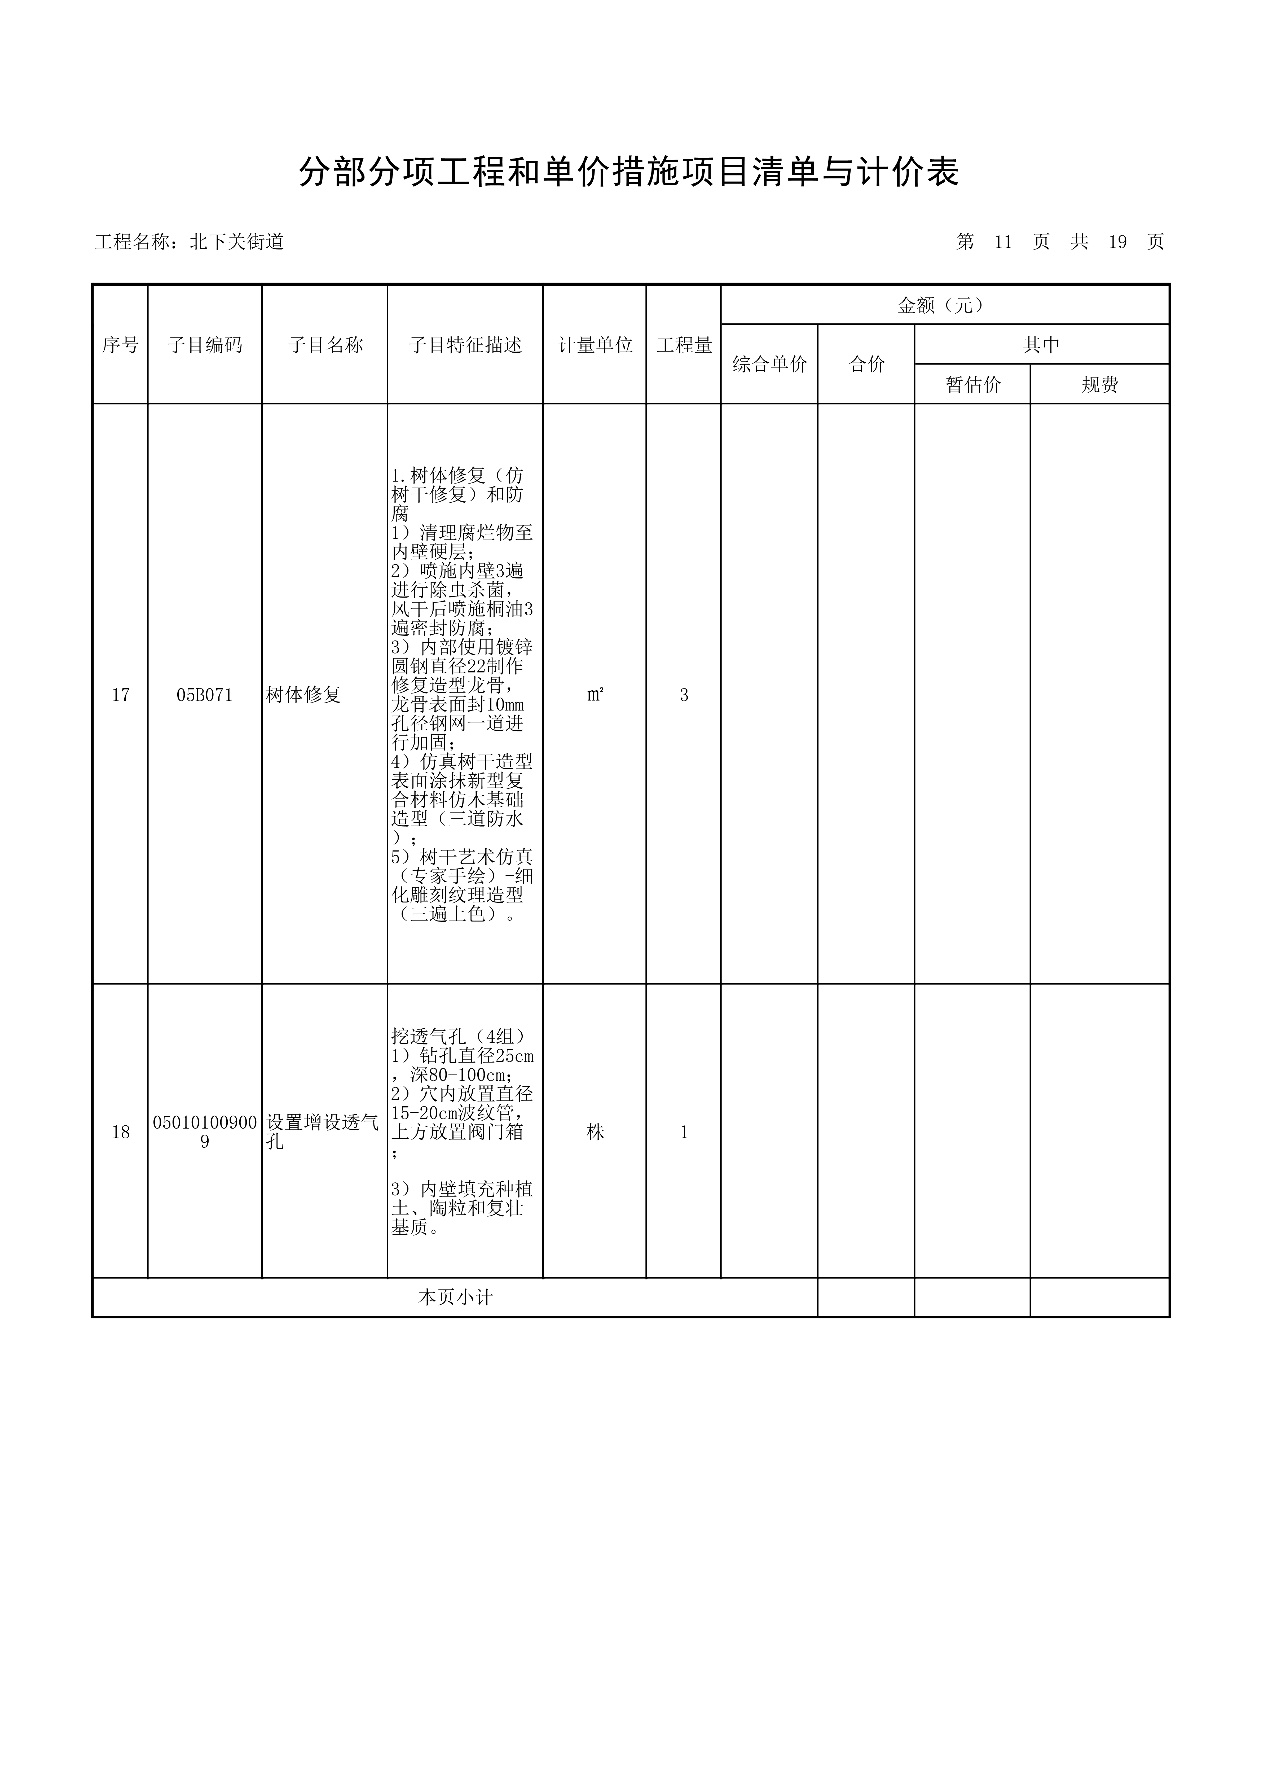 分部分项工程和单价措施项目清单与计价表
工程名称：北下关街道
第 11 页 共 19 页
序号 子目编码 子目名称 子目特征描述 计量单位 工程量 金额（元）
综合单价 合价 其中
暂估价 规费
17 05B071 树体修复
1.树体修复（仿
树干修复）和防
腐
1）清理腐烂物至
内壁硬层；
2）喷施内壁3遍
进行除虫杀菌，
风干后喷施桐油3
遍密封防腐；
3）内部使用镀锌
圆钢直径22制作
修复造型龙骨，
龙骨表面封10mm
孔径钢网一道进
行加固；
4）仿真树干造型
表面涂抹新型复
合材料仿木基础
造型（三道防水
）；
5）树干艺术仿真
（专家手绘）-细
化雕刻纹理造型
（三遍上色）。
m² 3
18
05010100900
9
设置增设透气
孔
挖透气孔（4组）
1）钻孔直径25cm
，深80-100cm；
2）穴内放置直径
15-20cm波纹管，
上方放置阀门箱
；
3）内壁填充种植
土、陶粒和复壮
基质。
株 1
本页小计